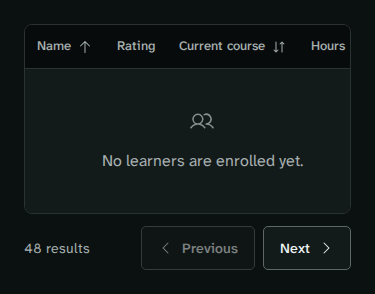 Name Rating Current course Hours
No learners are enrolled yet.
48 results Previous Next